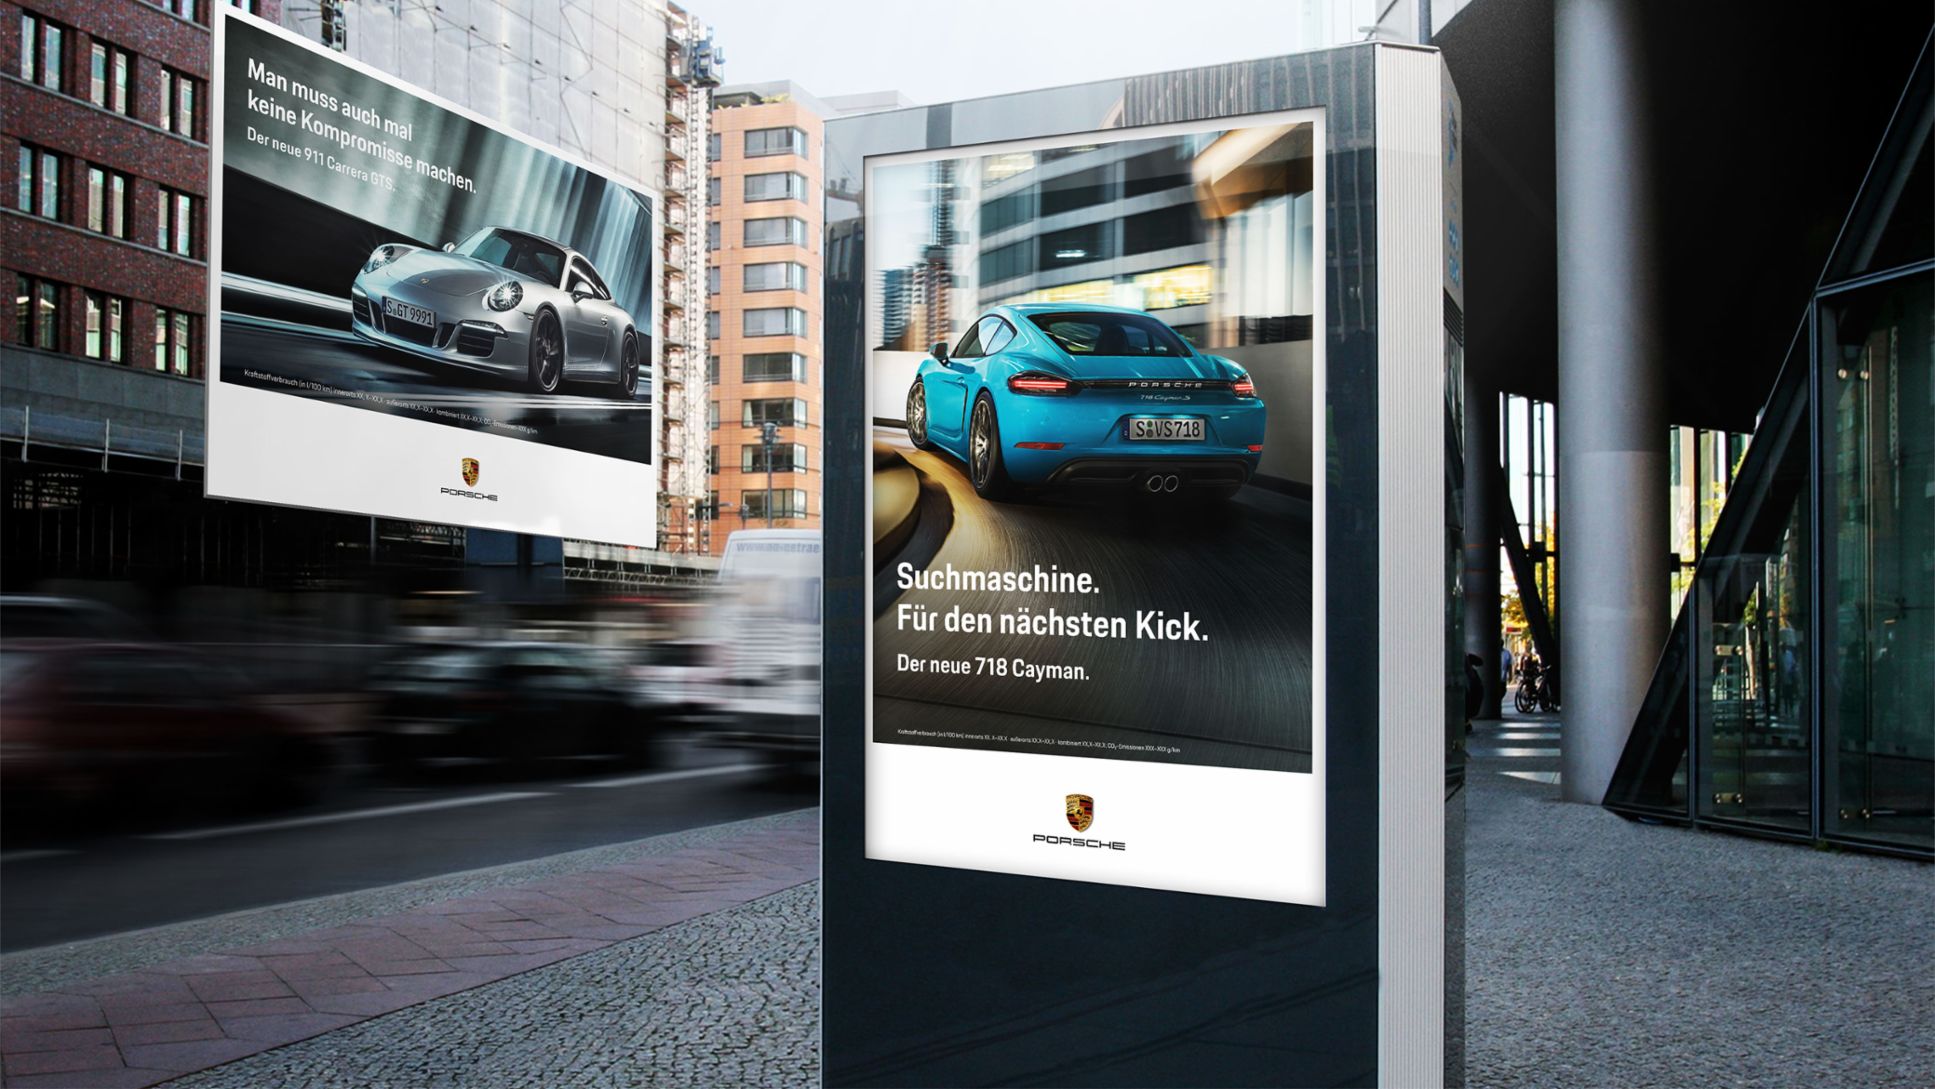 Man muss auch mal
keine Kompromisse machen.
Der neue 911 Carrera GTS.
S GT 9991
Kraftstoffverbrauch (in l/100 km) innerorts XX,X–XX,X · außerorts XX,X–XX,X · kombiniert XX,X–XX,X; CO₂-Emissionen XXX g/km
PORSCHE
PORSCHE
718 Cayman S
S VS 718
Suchmaschine.
Für den nächsten Kick.
Der neue 718 Cayman.
Kraftstoffverbrauch (in l/100 km) innerorts XX,X–XX,X · außerorts XX,X–XX,X · kombiniert XX,X–XX,X; CO₂-Emissionen XXX–XXX g/km
PORSCHE